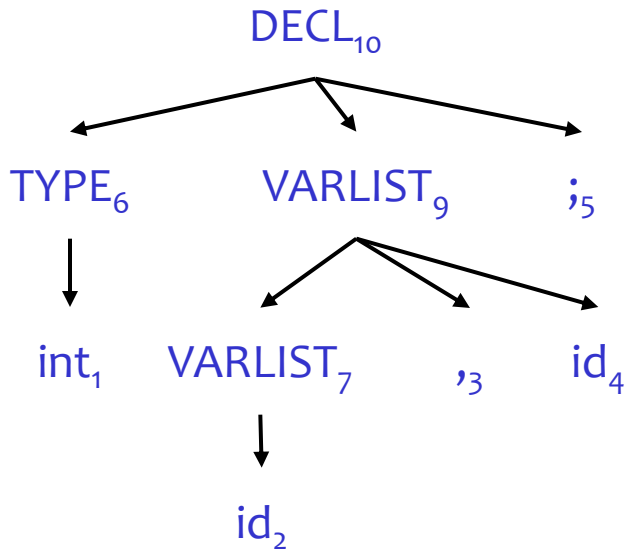 DECL₁₀
TYPE₆ VARLIST₉ ;₅
int₁ VARLIST₇ ,₃ id₄
id₂